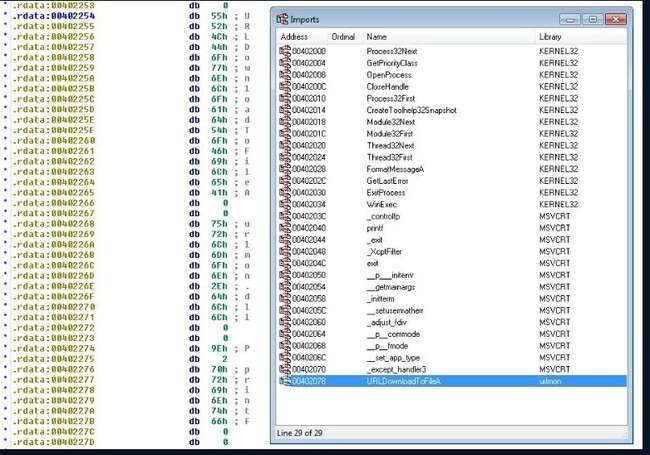 .rdata:00402253 db 0
.rdata:00402254 db 55h ; U
.rdata:00402255 db 52h ; R
.rdata:00402256 db 4Ch ; L
.rdata:00402257 db 44h ; D
.rdata:00402258 db 6Fh ; o
.rdata:00402259 db 77h ; w
.rdata:0040225A db 6Eh ; n
.rdata:0040225B db 6Ch ; l
.rdata:0040225C db 6Fh ; o
.rdata:0040225D db 61h ; a
.rdata:0040225E db 64h ; d
.rdata:0040225F db 54h ; T
.rdata:00402260 db 6Fh ; o
.rdata:00402261 db 46h ; F
.rdata:00402262 db 69h ; i
.rdata:00402263 db 6Ch ; l
.rdata:00402264 db 65h ; e
.rdata:00402265 db 41h ; A
.rdata:00402266 db 0
.rdata:00402267 db 0
.rdata:00402268 db 75h ; u
.rdata:00402269 db 72h ; r
.rdata:0040226A db 6Ch ; l
.rdata:0040226B db 6Dh ; m
.rdata:0040226C db 6Fh ; o
.rdata:0040226D db 6Eh ; n
.rdata:0040226E db 2Eh ; .
.rdata:0040226F db 64h ; d
.rdata:00402270 db 6Ch ; l
.rdata:00402271 db 6Ch ; l
.rdata:00402272 db 0
.rdata:00402273 db 0
.rdata:00402274 db 9Eh ; P
.rdata:00402275 db 2
.rdata:00402276 db 70h ; p
.rdata:00402277 db 72h ; r
.rdata:00402278 db 69h ; i
.rdata:00402279 db 6Eh ; n
.rdata:0040227A db 74h ; t
.rdata:0040227B db 66h ; f
.rdata:0040227C db 0
.rdata:0040227D db 0
Imports
Address Ordinal Name Library
00402000 Process32Next KERNEL32
00402004 GetPriorityClass KERNEL32
00402008 OpenProcess KERNEL32
0040200C CloseHandle KERNEL32
00402010 Process32First KERNEL32
00402014 CreateToolhelp32Snapshot KERNEL32
00402018 Module32Next KERNEL32
0040201C Module32First KERNEL32
00402020 Thread32Next KERNEL32
00402024 Thread32First KERNEL32
00402028 FormatMessageA KERNEL32
0040202C GetLastError KERNEL32
00402030 ExitProcess KERNEL32
00402034 WinExec KERNEL32
0040203C _controlfp MSVCRT
00402040 printf MSVCRT
00402044 _exit MSVCRT
00402048 _XcptFilter MSVCRT
0040204C exit MSVCRT
00402050 __p___initenv MSVCRT
00402054 __getmainargs MSVCRT
00402058 _initterm MSVCRT
0040205C __setusermatherr MSVCRT
00402060 _adjust_fdiv MSVCRT
00402064 __p__commode MSVCRT
00402068 __p__fmode MSVCRT
0040206C __set_app_type MSVCRT
00402070 _except_handler3 MSVCRT
00402078 URLDownloadToFileA urlmon
Line 29 of 29